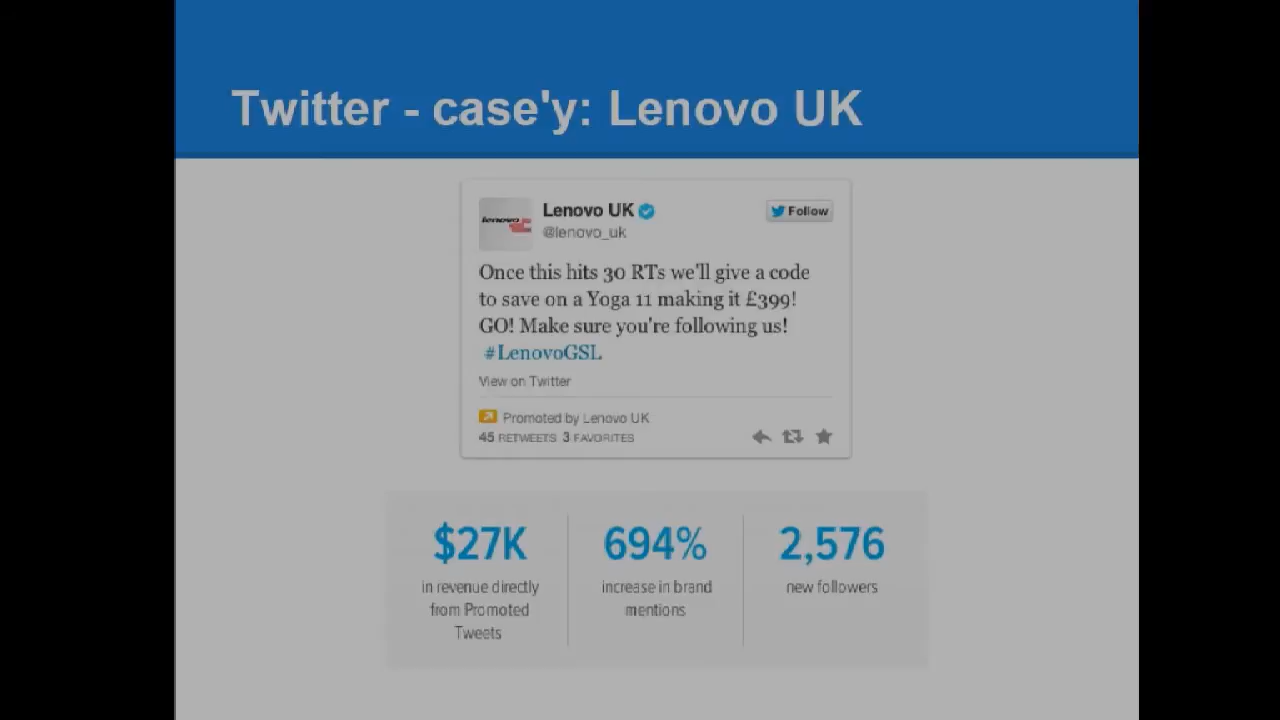 Twitter - case'y: Lenovo UK
lenovo
Lenovo UK
Follow
@lenovo_uk
Once this hits 30 RTs we'll give a code
to save on a Yoga 11 making it £399!
GO! Make sure you're following us!
#LenovoGSL
View on Twitter
Promoted by Lenovo UK
45 RETWEETS 3 FAVORITES
$27K
in revenue directly
from Promoted
Tweets
694%
increase in brand
mentions
2,576
new followers